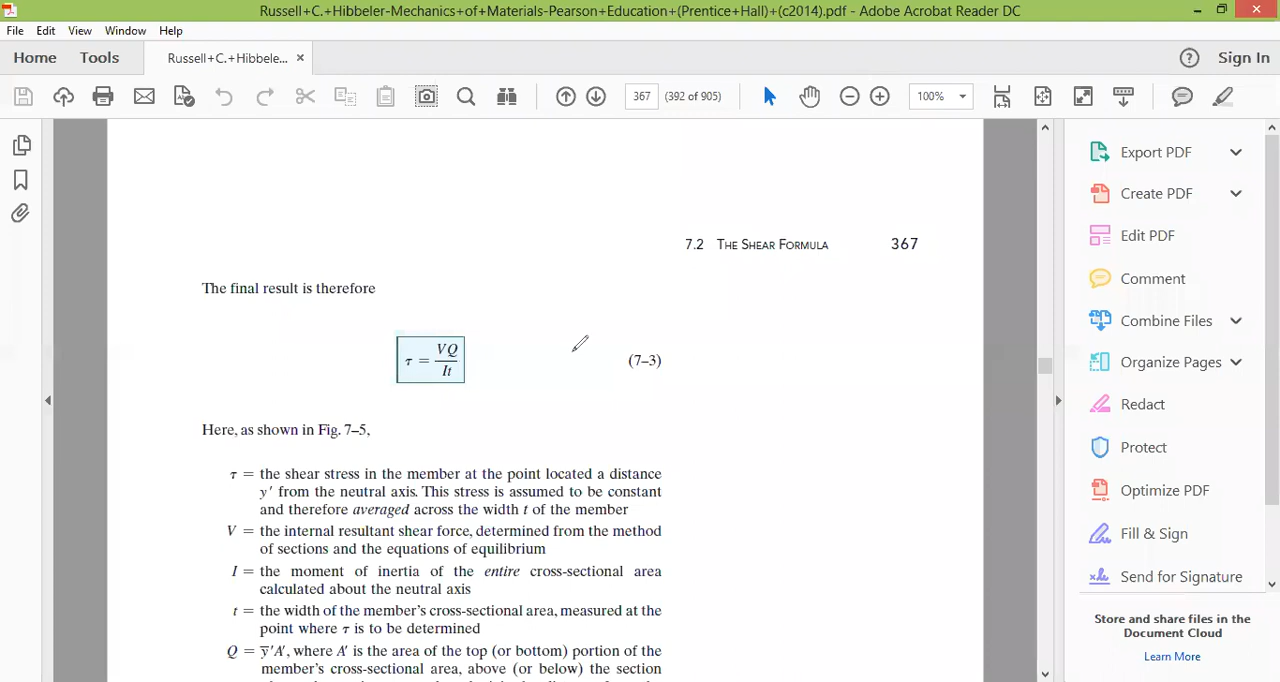 Russell+C.+Hibbeler-Mechanics+of+Materials-Pearson+Education+(Prentice+Hall)+(c2014).pdf - Adobe Acrobat Reader DC
File Edit View Window Help
Home Tools Russell+C.+Hibbele... × Sign In
367 (392 of 905) 100%
Export PDF
Create PDF
Edit PDF
Comment
Combine Files
Organize Pages
Redact
Protect
Optimize PDF
Fill & Sign
Send for Signature
Store and share files in the
Document Cloud
Learn More
7.2 THE SHEAR FORMULA 367
The final result is therefore
τ = VQ/It (7–3)
Here, as shown in Fig. 7–5,
τ = the shear stress in the member at the point located a distance
y′ from the neutral axis. This stress is assumed to be constant
and therefore averaged across the width t of the member
V = the internal resultant shear force, determined from the method
of sections and the equations of equilibrium
I = the moment of inertia of the entire cross-sectional area
calculated about the neutral axis
t = the width of the member's cross-sectional area, measured at the
point where τ is to be determined
Q = y̅′A′, where A′ is the area of the top (or bottom) portion of the
member's cross-sectional area, above (or below) the section